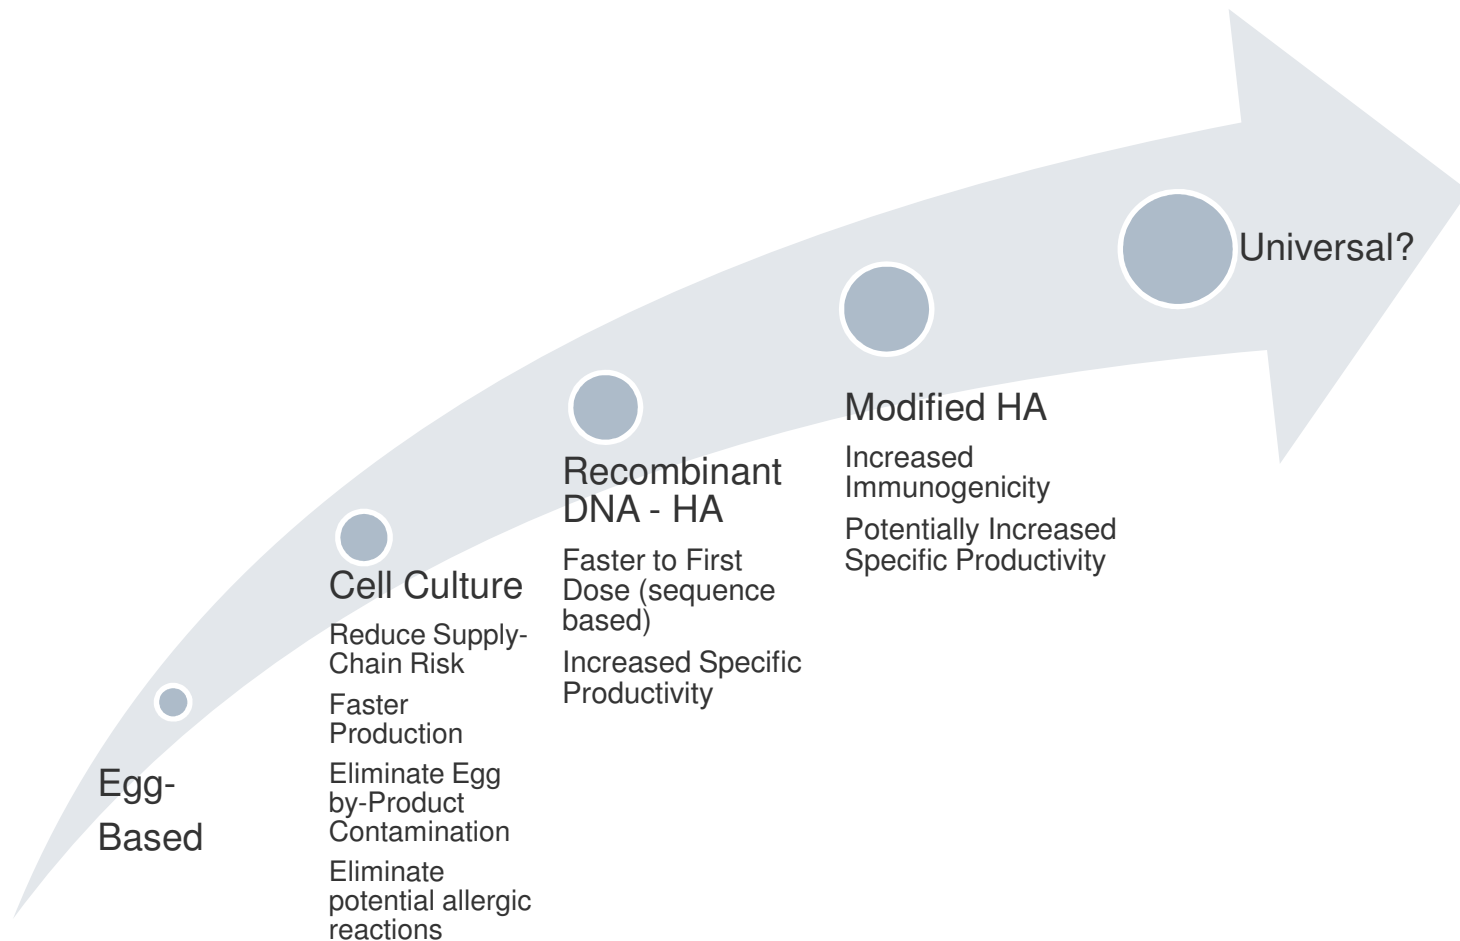 Egg-
Based
Cell Culture
Reduce Supply-
Chain Risk
Faster
Production
Eliminate Egg
by-Product
Contamination
Eliminate
potential allergic
reactions
Recombinant
DNA - HA
Faster to First
Dose (sequence
based)
Increased Specific
Productivity
Modified HA
Increased
Immunogenicity
Potentially Increased
Specific Productivity
Universal?